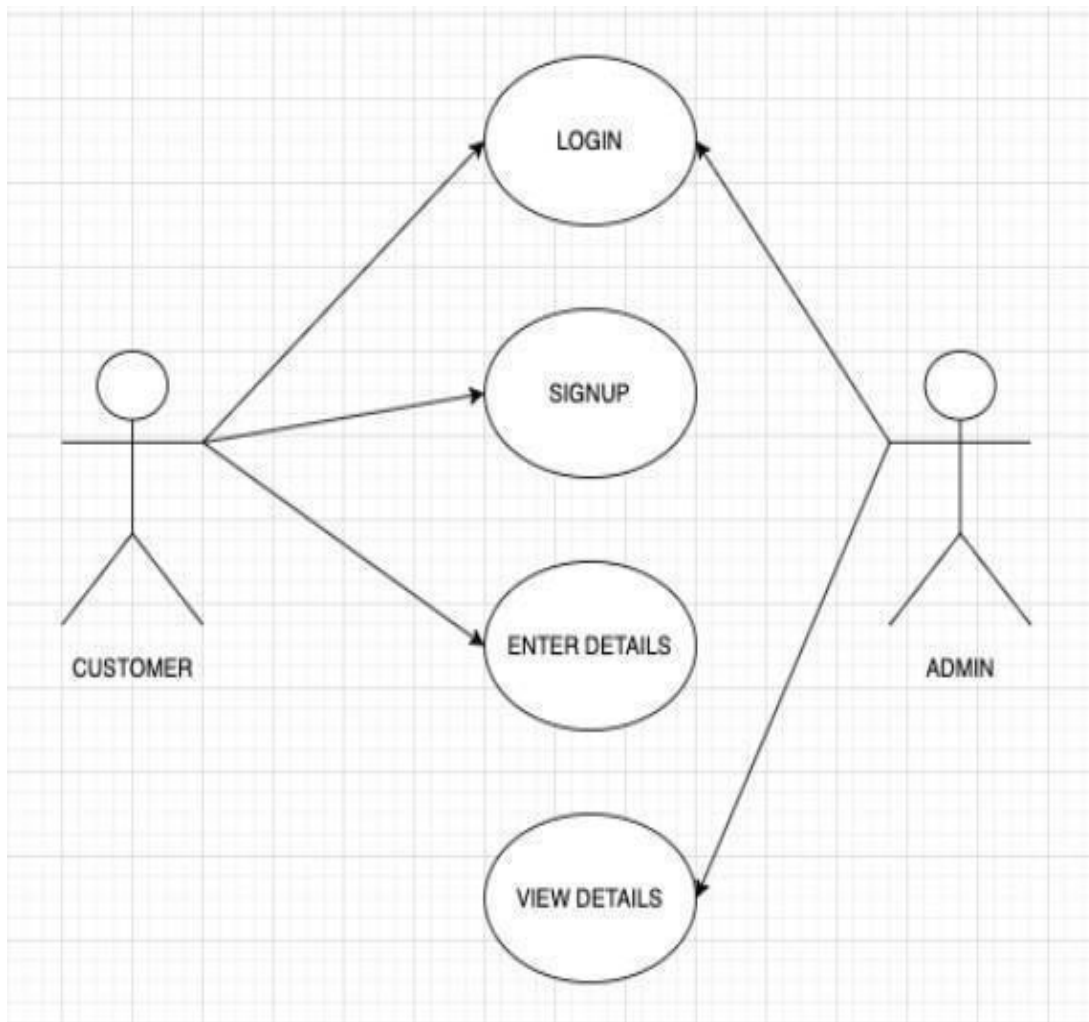 LOGIN
SIGNUP
ENTER DETAILS
CUSTOMER
ADMIN
VIEW DETAILS